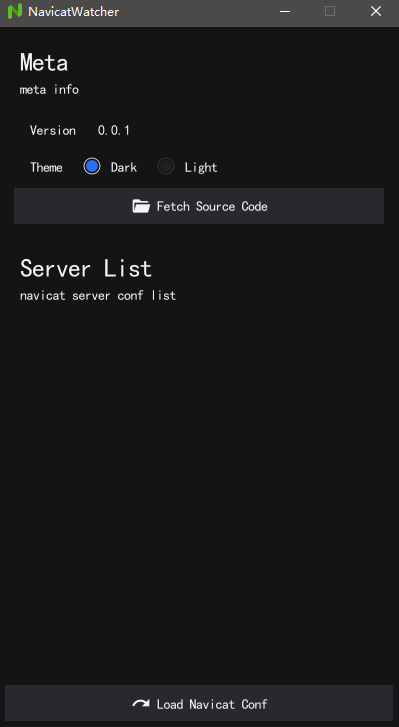 NavicatWatcher
Meta
meta info
Version 0.0.1
Theme Dark Light
Fetch Source Code
Server List
navicat server conf list
Load Navicat Conf